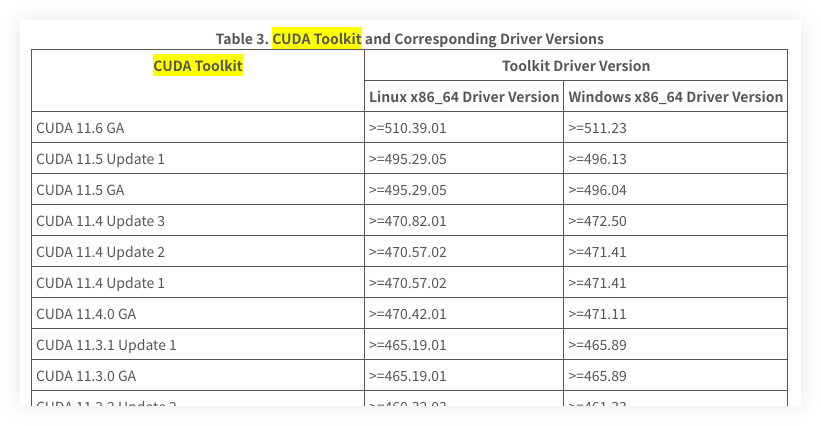 Table 3. CUDA Toolkit and Corresponding Driver Versions
CUDA Toolkit Toolkit Driver Version
Linux x86_64 Driver Version Windows x86_64 Driver Version
CUDA 11.6 GA >=510.39.01 >=511.23
CUDA 11.5 Update 1 >=495.29.05 >=496.13
CUDA 11.5 GA >=495.29.05 >=496.04
CUDA 11.4 Update 3 >=470.82.01 >=472.50
CUDA 11.4 Update 2 >=470.57.02 >=471.41
CUDA 11.4 Update 1 >=470.57.02 >=471.41
CUDA 11.4.0 GA >=470.42.01 >=471.11
CUDA 11.3.1 Update 1 >=465.19.01 >=465.89
CUDA 11.3.0 GA >=465.19.01 >=465.89